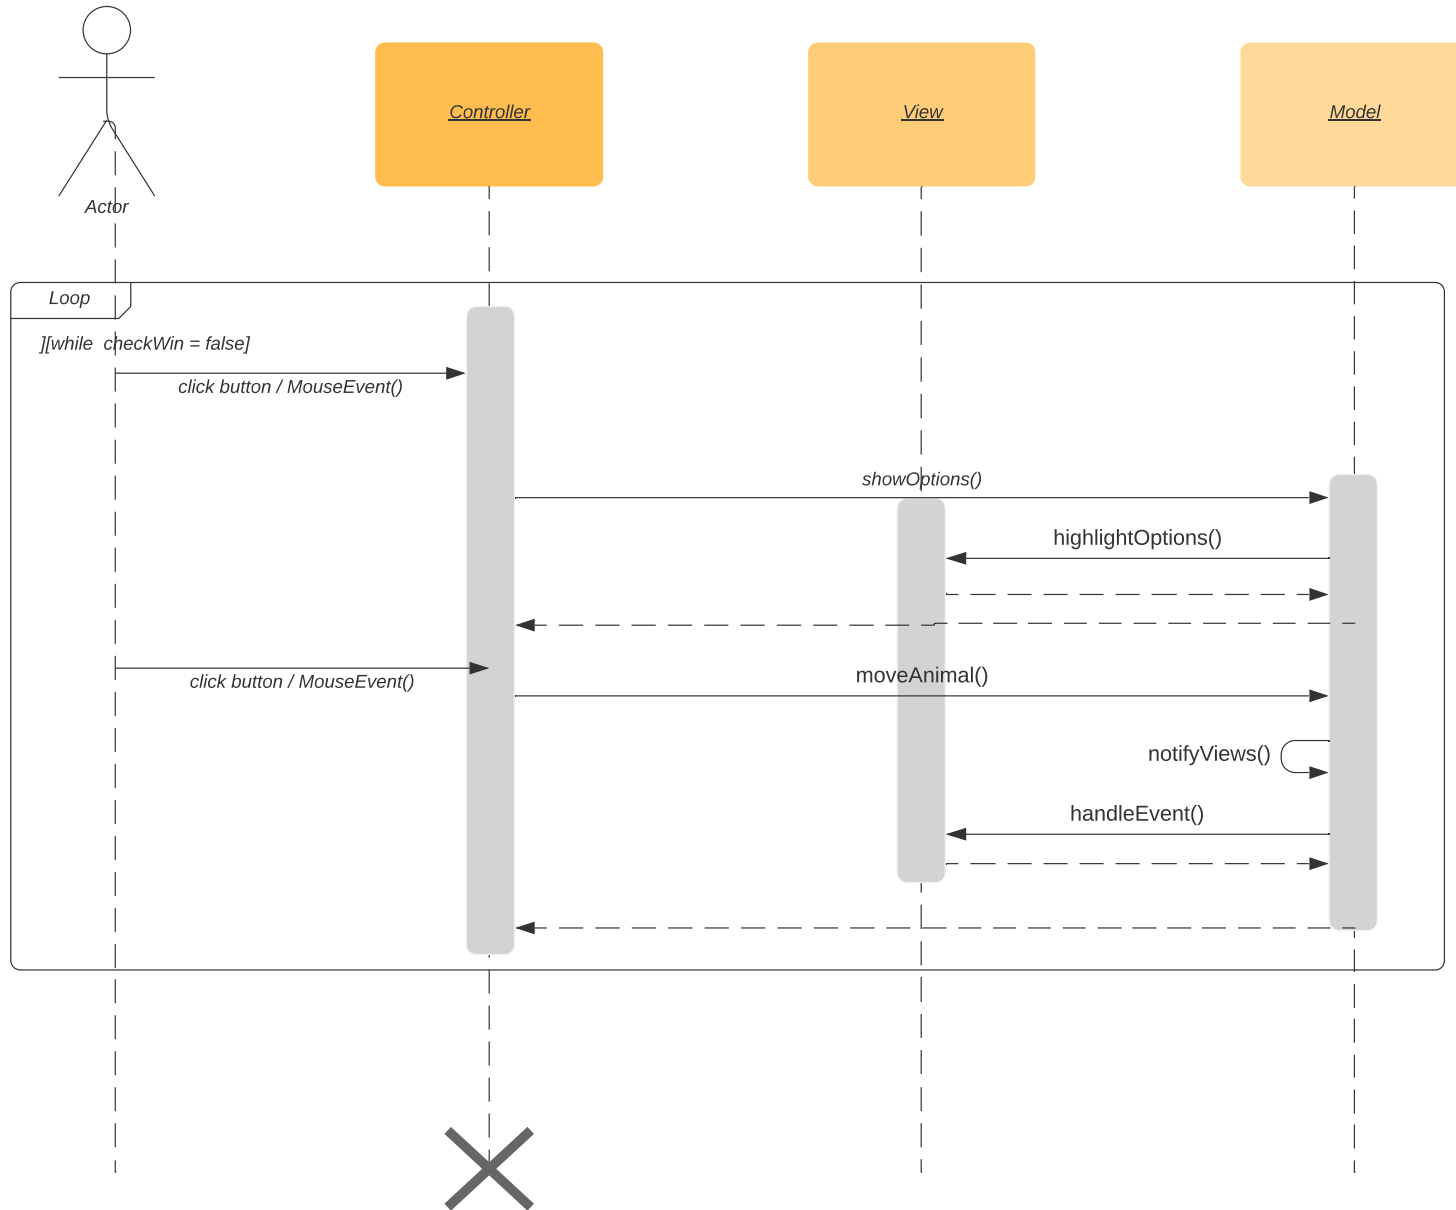 Controller
View
Model
Actor
Loop
][while  checkWin = false]
click button / MouseEvent()
showOptions()
highlightOptions()
click button / MouseEvent()
moveAnimal()
notifyViews()
handleEvent()